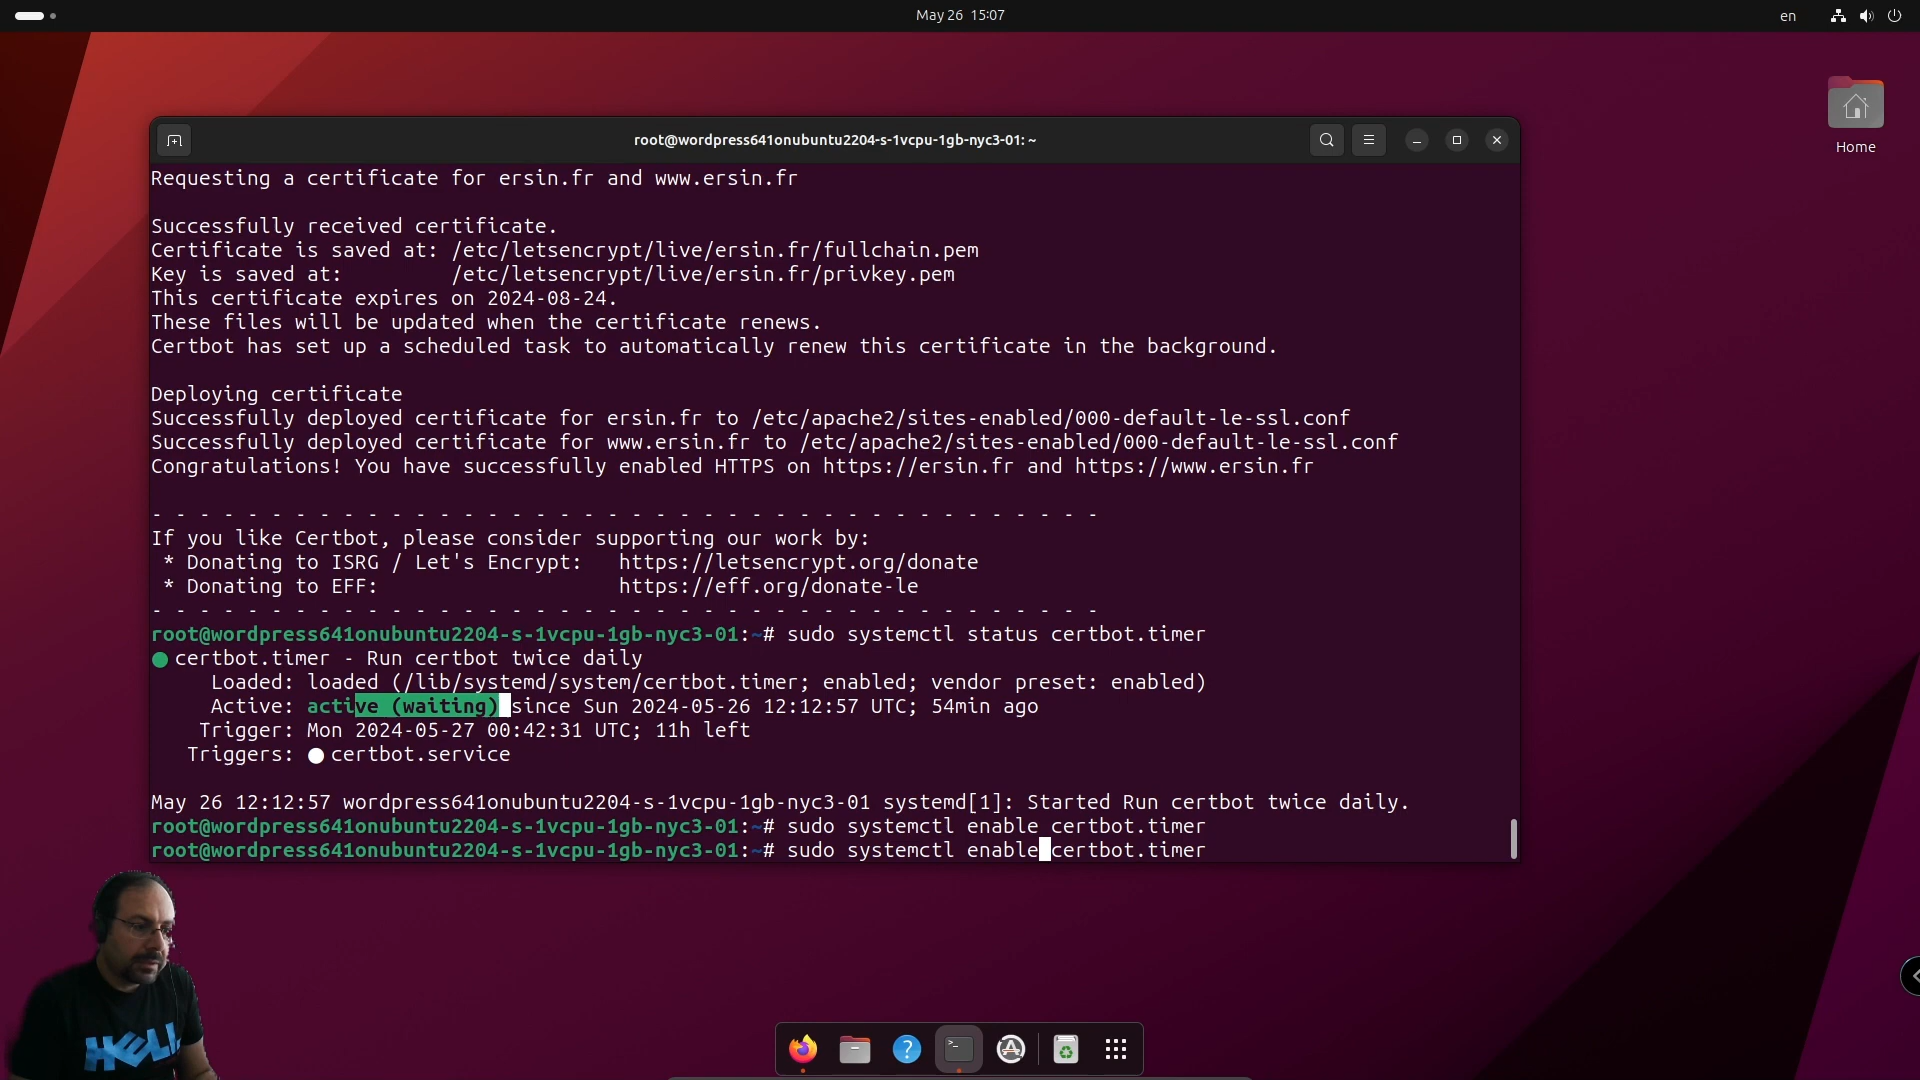 May 26 15:07
en
Home
root@wordpress641onubuntu2204-s-1vcpu-1gb-nyc3-01: ~
Requesting a certificate for ersin.fr and www.ersin.fr
Successfully received certificate.
Certificate is saved at: /etc/letsencrypt/live/ersin.fr/fullchain.pem
Key is saved at:         /etc/letsencrypt/live/ersin.fr/privkey.pem
This certificate expires on 2024-08-24.
These files will be updated when the certificate renews.
Certbot has set up a scheduled task to automatically renew this certificate in the background.
Deploying certificate
Successfully deployed certificate for ersin.fr to /etc/apache2/sites-enabled/000-default-le-ssl.conf
Successfully deployed certificate for www.ersin.fr to /etc/apache2/sites-enabled/000-default-le-ssl.conf
Congratulations! You have successfully enabled HTTPS on https://ersin.fr and https://www.ersin.fr
- - - - - - - - - - - - - - - - - - - - - - - - - - - - - - - - - - - - - - - -
If you like Certbot, please consider supporting our work by:
 * Donating to ISRG / Let's Encrypt:   https://letsencrypt.org/donate
 * Donating to EFF:                    https://eff.org/donate-le
- - - - - - - - - - - - - - - - - - - - - - - - - - - - - - - - - - - - - - - -
root@wordpress641onubuntu2204-s-1vcpu-1gb-nyc3-01:~# sudo systemctl status certbot.timer
● certbot.timer - Run certbot twice daily
     Loaded: loaded (/lib/systemd/system/certbot.timer; enabled; vendor preset: enabled)
     Active: active (waiting) since Sun 2024-05-26 12:12:57 UTC; 54min ago
    Trigger: Mon 2024-05-27 00:42:31 UTC; 11h left
   Triggers: ● certbot.service
May 26 12:12:57 wordpress641onubuntu2204-s-1vcpu-1gb-nyc3-01 systemd[1]: Started Run certbot twice daily.
root@wordpress641onubuntu2204-s-1vcpu-1gb-nyc3-01:~# sudo systemctl enable certbot.timer
root@wordpress641onubuntu2204-s-1vcpu-1gb-nyc3-01:~# sudo systemctl enable certbot.timer
HELL